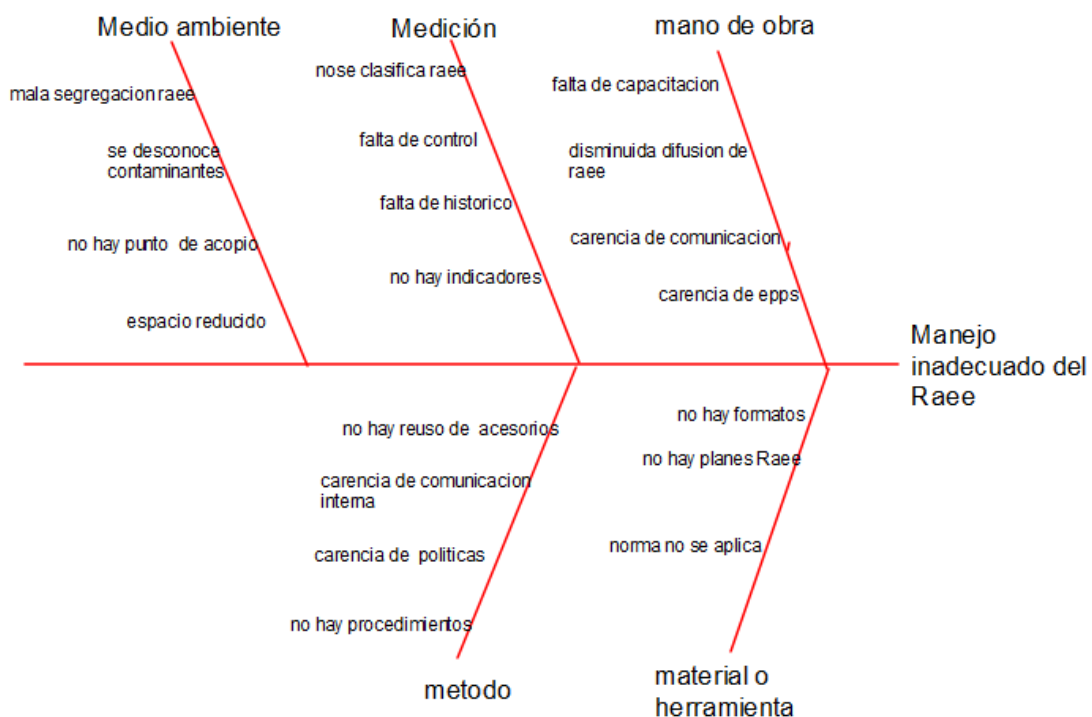 Medio ambiente
mala segregacion raee
se desconoce
contaminantes
no hay punto de acopio
espacio reducido
Medición
nose clasifica raee
falta de control
falta de historico
no hay indicadores
mano de obra
falta de capacitacion
disminuida difusion de
raee
carencia de comunicacion
carencia de epps
Manejo
inadecuado del
Raee
no hay reuso de acesorios
carencia de comunicacion
interna
carencia de politicas
no hay procedimientos
metodo
no hay formatos
no hay planes Raee
norma no se aplica
material o
herramienta